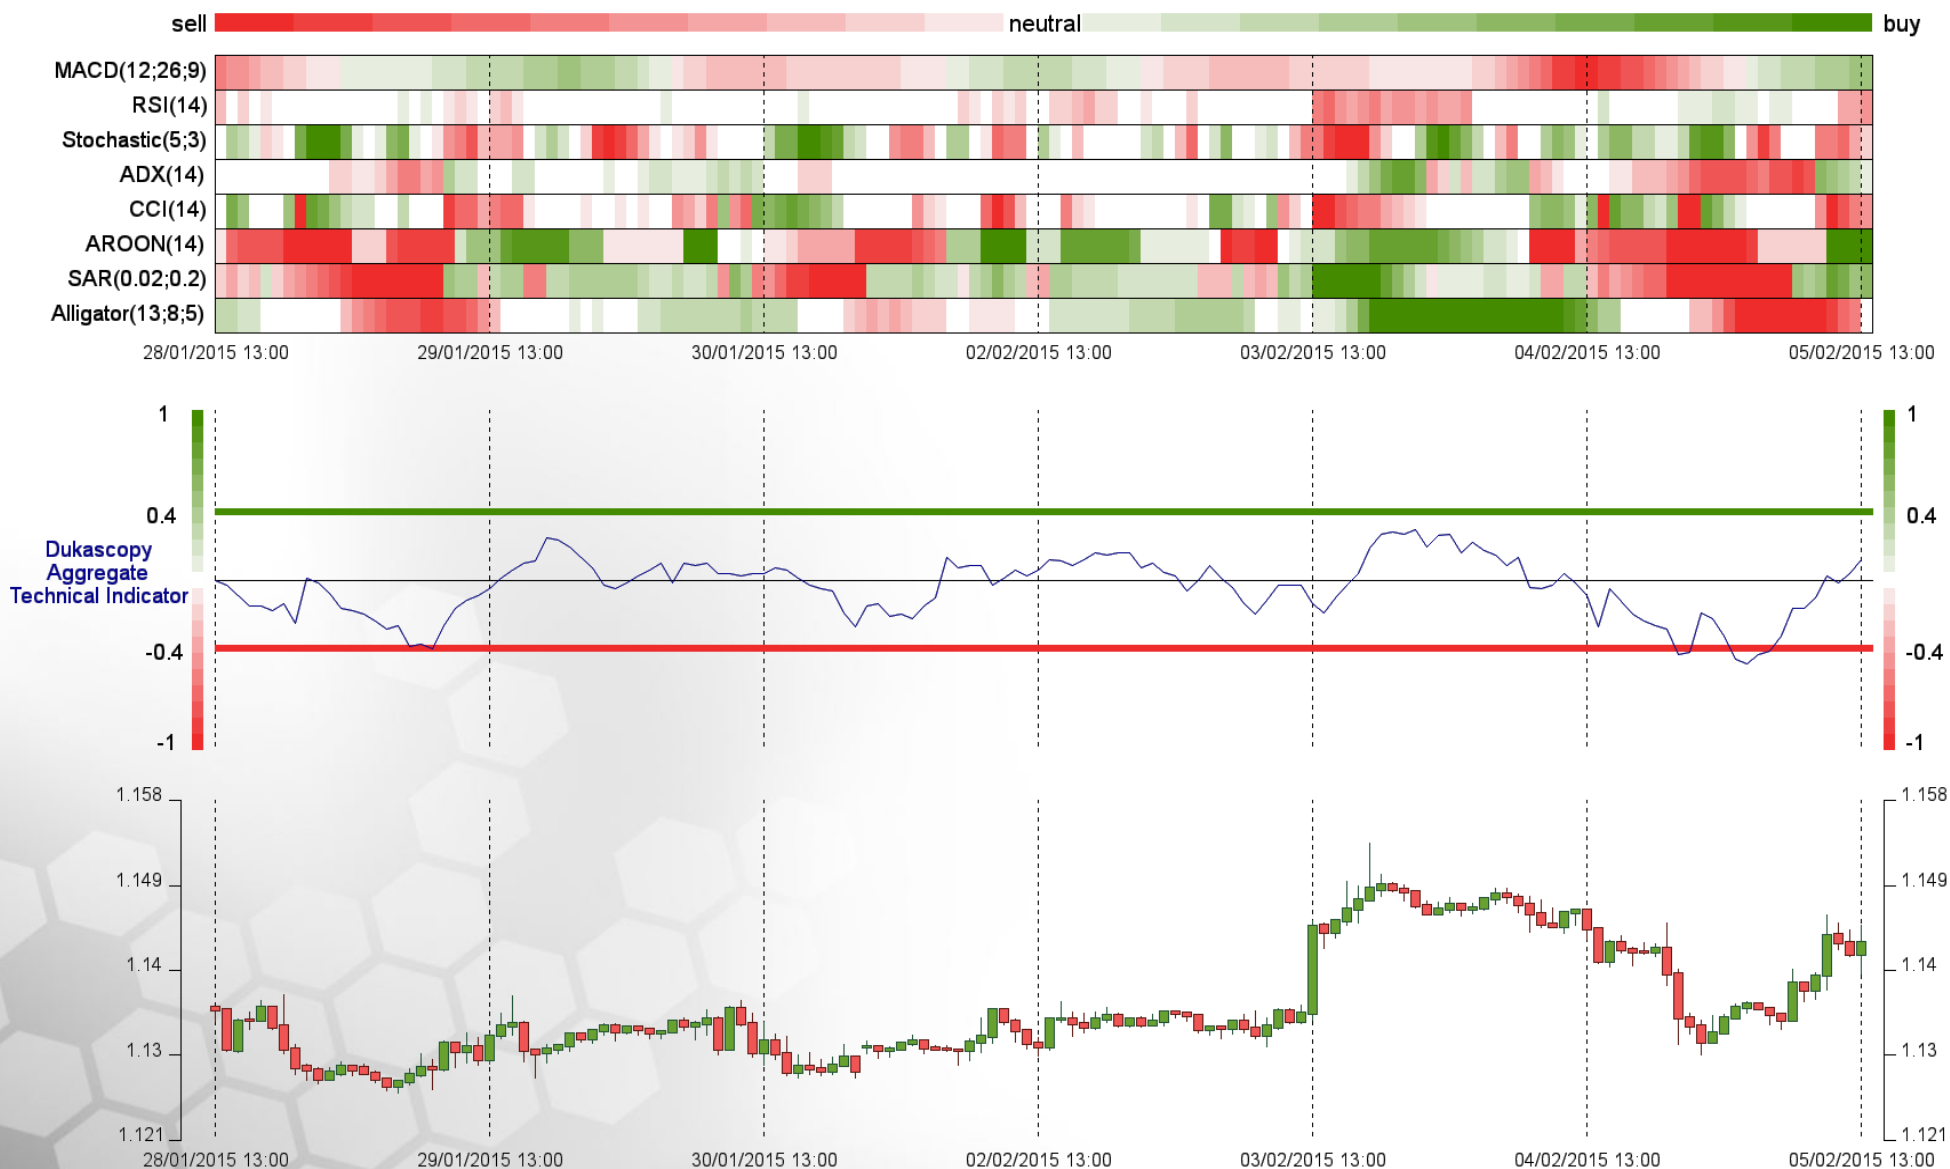 sell neutral buy
MACD(12;26;9)
RSI(14)
Stochastic(5;3)
ADX(14)
CCI(14)
AROON(14)
SAR(0.02;0.2)
Alligator(13;8;5)
28/01/2015 13:00 29/01/2015 13:00 30/01/2015 13:00 02/02/2015 13:00 03/02/2015 13:00 04/02/2015 13:00 05/02/2015 13:00
1 1
0.4 0.4
Dukascopy
Aggregate
Technical Indicator
-0.4 -0.4
-1 -1
1.158 1.158
1.149 1.149
1.14 1.14
1.13 1.13
1.121 1.121
28/01/2015 13:00 29/01/2015 13:00 30/01/2015 13:00 02/02/2015 13:00 03/02/2015 13:00 04/02/2015 13:00 05/02/2015 13:00